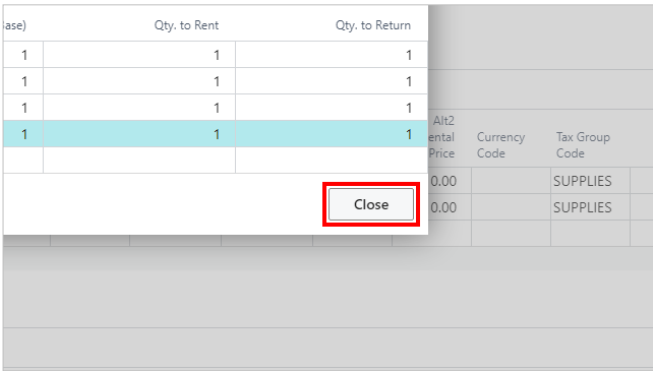 ase) Qty. to Rent Qty. to Return
1 1 1
1 1 1
1 1 1
1 1 1
Close
Alt2
ental Currency Tax Group
Price Code Code
0.00 SUPPLIES
0.00 SUPPLIES